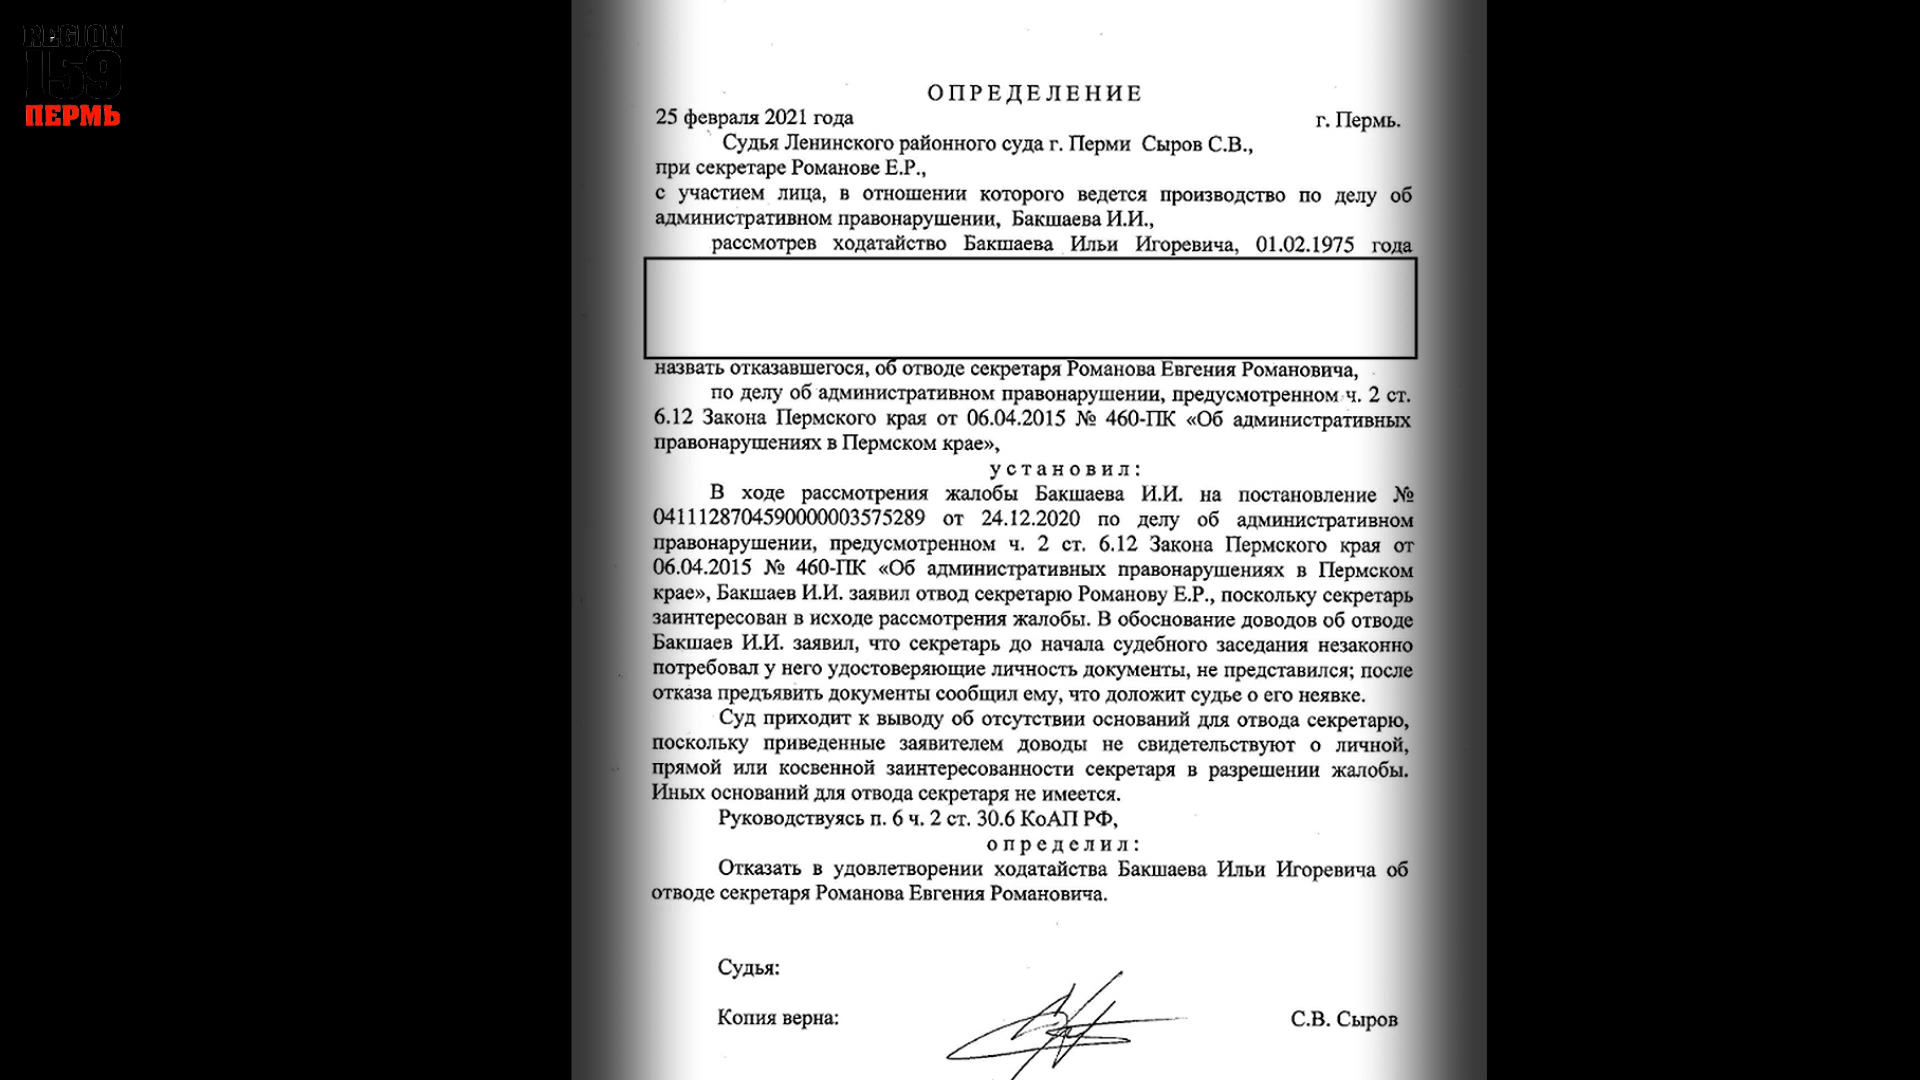 REGION
159
ПЕРМЬ
ОПРЕДЕЛЕНИЕ
25 февраля 2021 года г. Пермь.
Судья Ленинского районного суда г. Перми Сыров С.В.,
при секретаре Романове Е.Р.,
с участием лица, в отношении которого ведется производство по делу об
административном правонарушении, Бакшаева И.И.,
рассмотрев ходатайство Бакшаева Ильи Игоревича, 01.02.1975 года
назвать отказавшегося, об отводе секретаря Романова Евгения Романовича,
по делу об административном правонарушении, предусмотренном ч. 2 ст.
6.12 Закона Пермского края от 06.04.2015 № 460-ПК «Об административных
правонарушениях в Пермском крае»,
установил:
В ходе рассмотрения жалобы Бакшаева И.И. на постановление №
0411128704590000003575289 от 24.12.2020 по делу об административном
правонарушении, предусмотренном ч. 2 ст. 6.12 Закона Пермского края от
06.04.2015 № 460-ПК «Об административных правонарушениях в Пермском
крае», Бакшаев И.И. заявил отвод секретарю Романову Е.Р., поскольку секретарь
заинтересован в исходе рассмотрения жалобы. В обоснование доводов об отводе
Бакшаев И.И. заявил, что секретарь до начала судебного заседания незаконно
потребовал у него удостоверяющие личность документы, не представился; после
отказа предъявить документы сообщил ему, что доложит судье о его неявке.
Суд приходит к выводу об отсутствии оснований для отвода секретарю,
поскольку приведенные заявителем доводы не свидетельствуют о личной,
прямой или косвенной заинтересованности секретаря в разрешении жалобы.
Иных оснований для отвода секретаря не имеется.
Руководствуясь п. 6 ч. 2 ст. 30.6 КоАП РФ,
определил:
Отказать в удовлетворении ходатайства Бакшаева Ильи Игоревича об
отводе секретаря Романова Евгения Романовича.
Судья:
Копия верна: С.В. Сыров